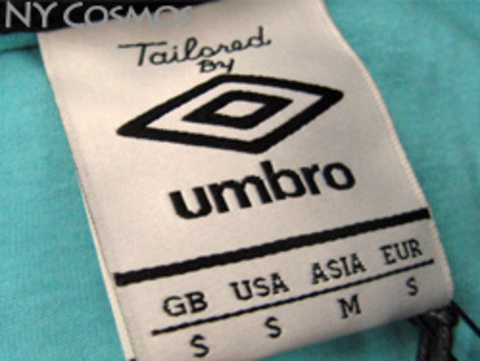 NY COSMOS
Tailored
By
umbro
GB USA ASIA EUR
S S M S